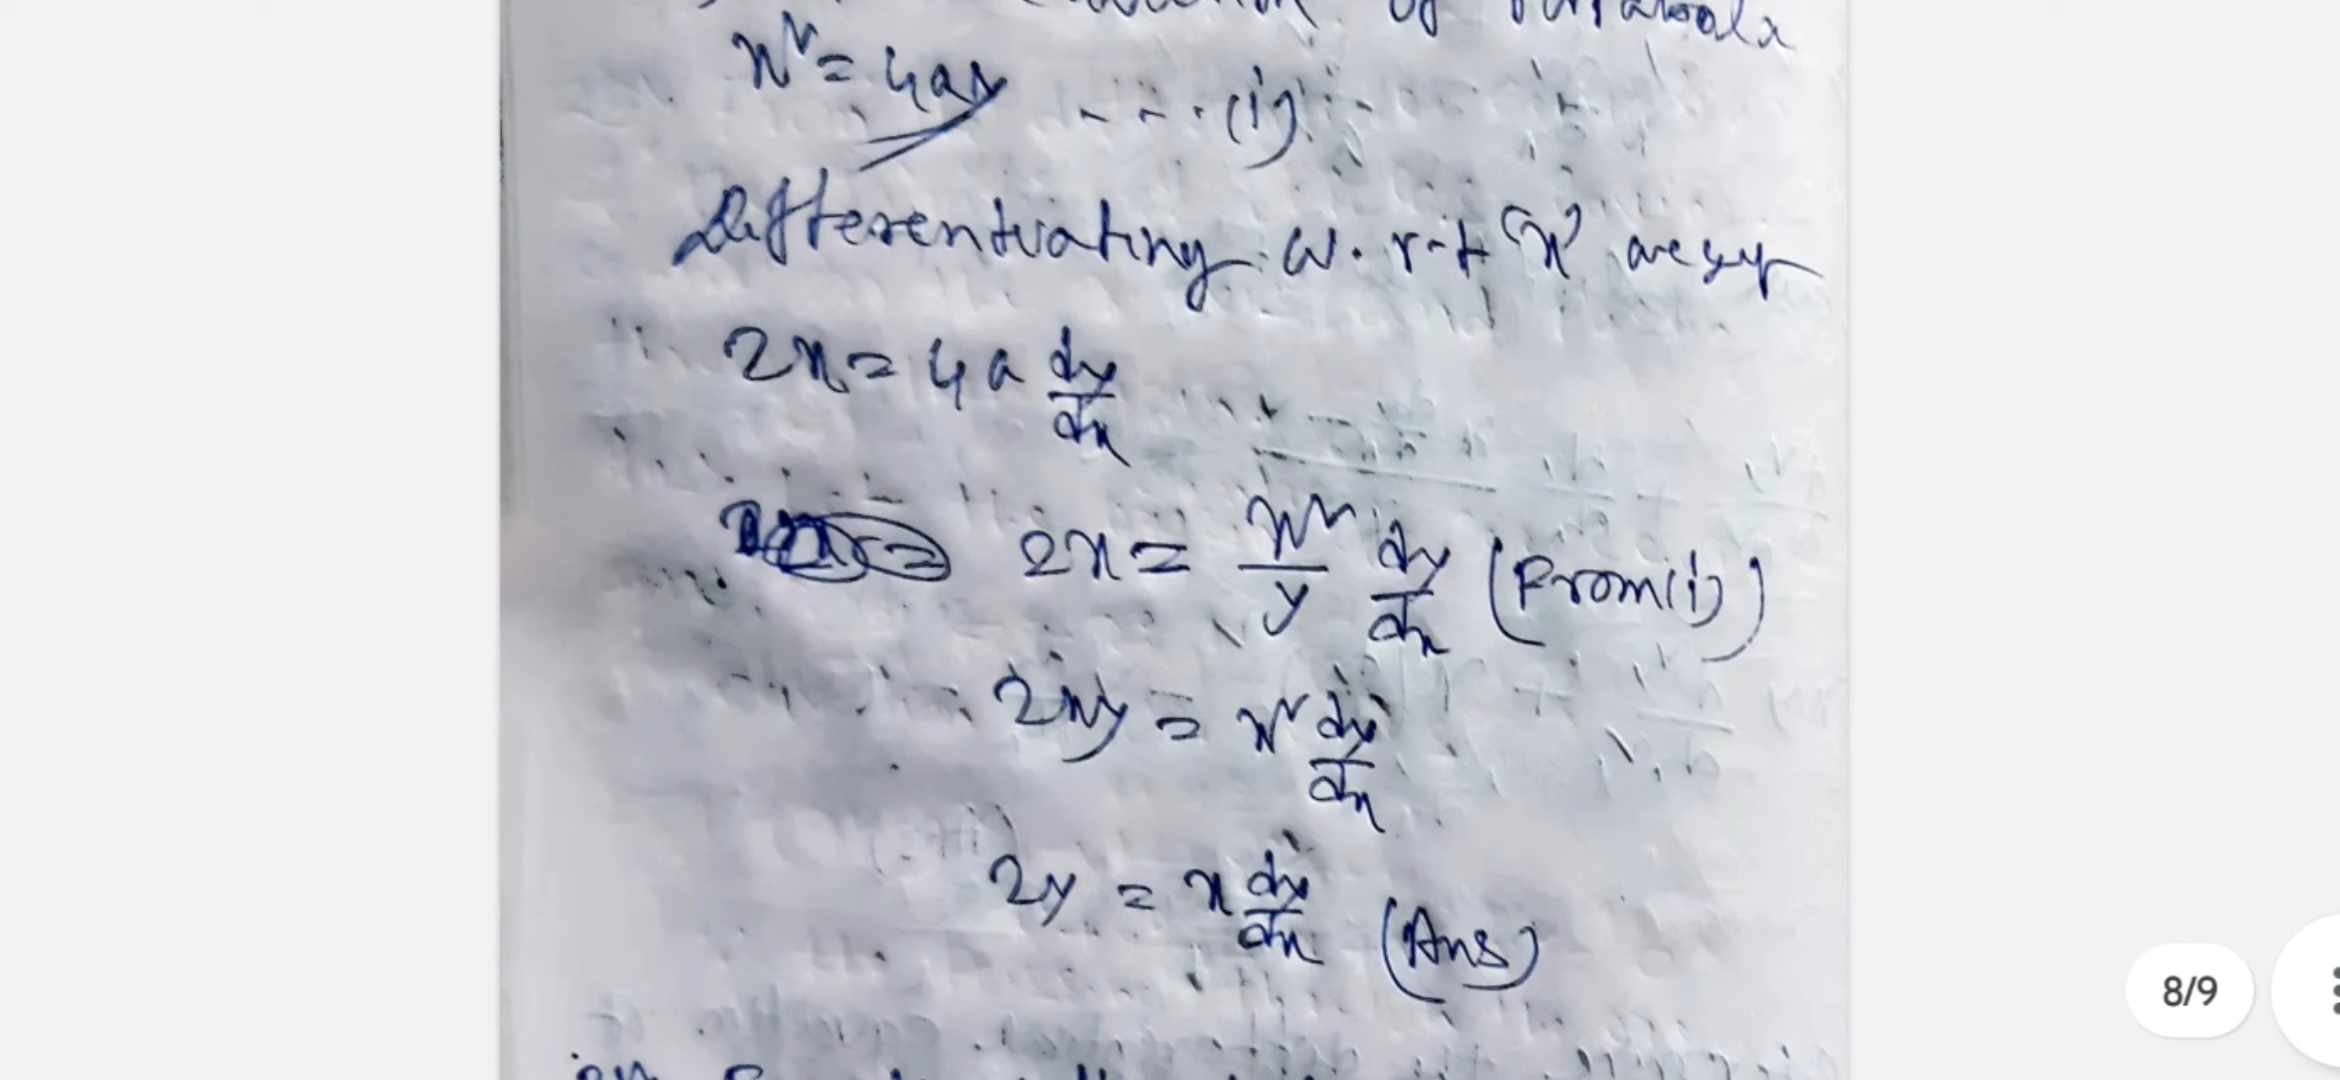 of
x² = 4ay ....(i)
Differentiating w.r.t 'x' we get
2x = 4a dy/dx
2x = x²/y dy/dx (From(i))
2xy = x² dy/dx
2y = x dy/dx (Ans)
8/9